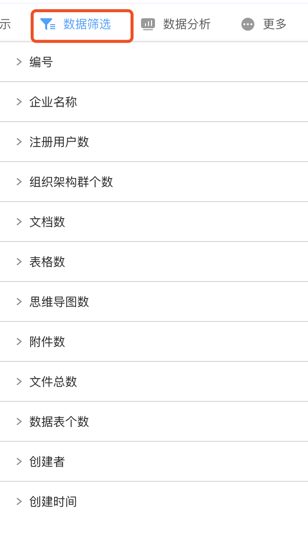 示 数据筛选 数据分析 更多
编号
企业名称
注册用户数
组织架构群个数
文档数
表格数
思维导图数
附件数
文件总数
数据表个数
创建者
创建时间